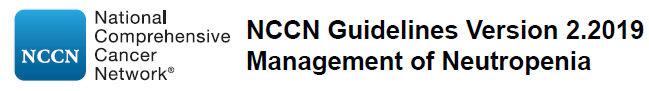 NCCN
National
Comprehensive
Cancer
Network®
NCCN Guidelines Version 2.2019
Management of Neutropenia